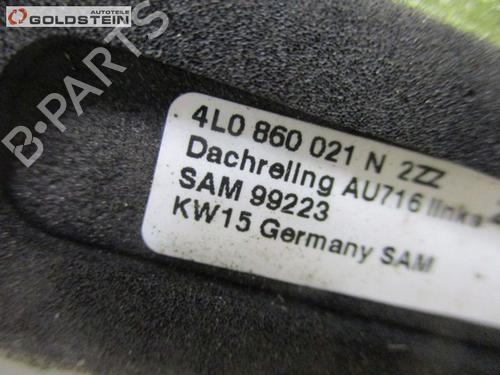 AUTOTEILE
GOLDSTEIN
B-PARTS
4L0 860 021 N 2ZZ
Dachreling AU716 links
SAM 99223
KW15 Germany SAM